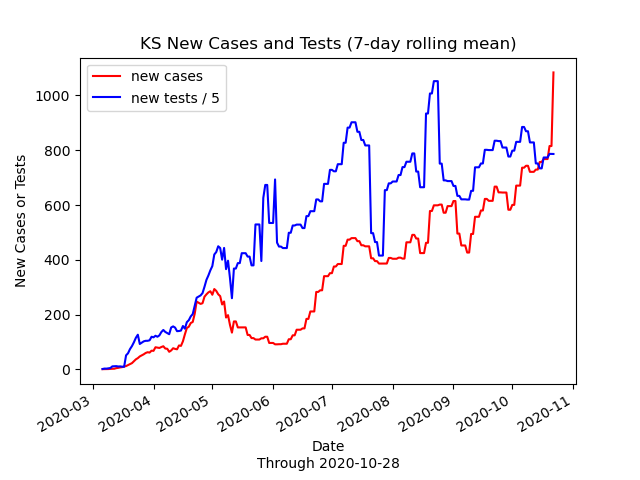 KS New Cases and Tests (7-day rolling mean)
new cases
new tests / 5
New Cases or Tests
1000
800
600
400
200
0
2020-03
2020-04
2020-05
2020-06
2020-07
2020-08
2020-09
2020-10
2020-11
Date
Through 2020-10-28